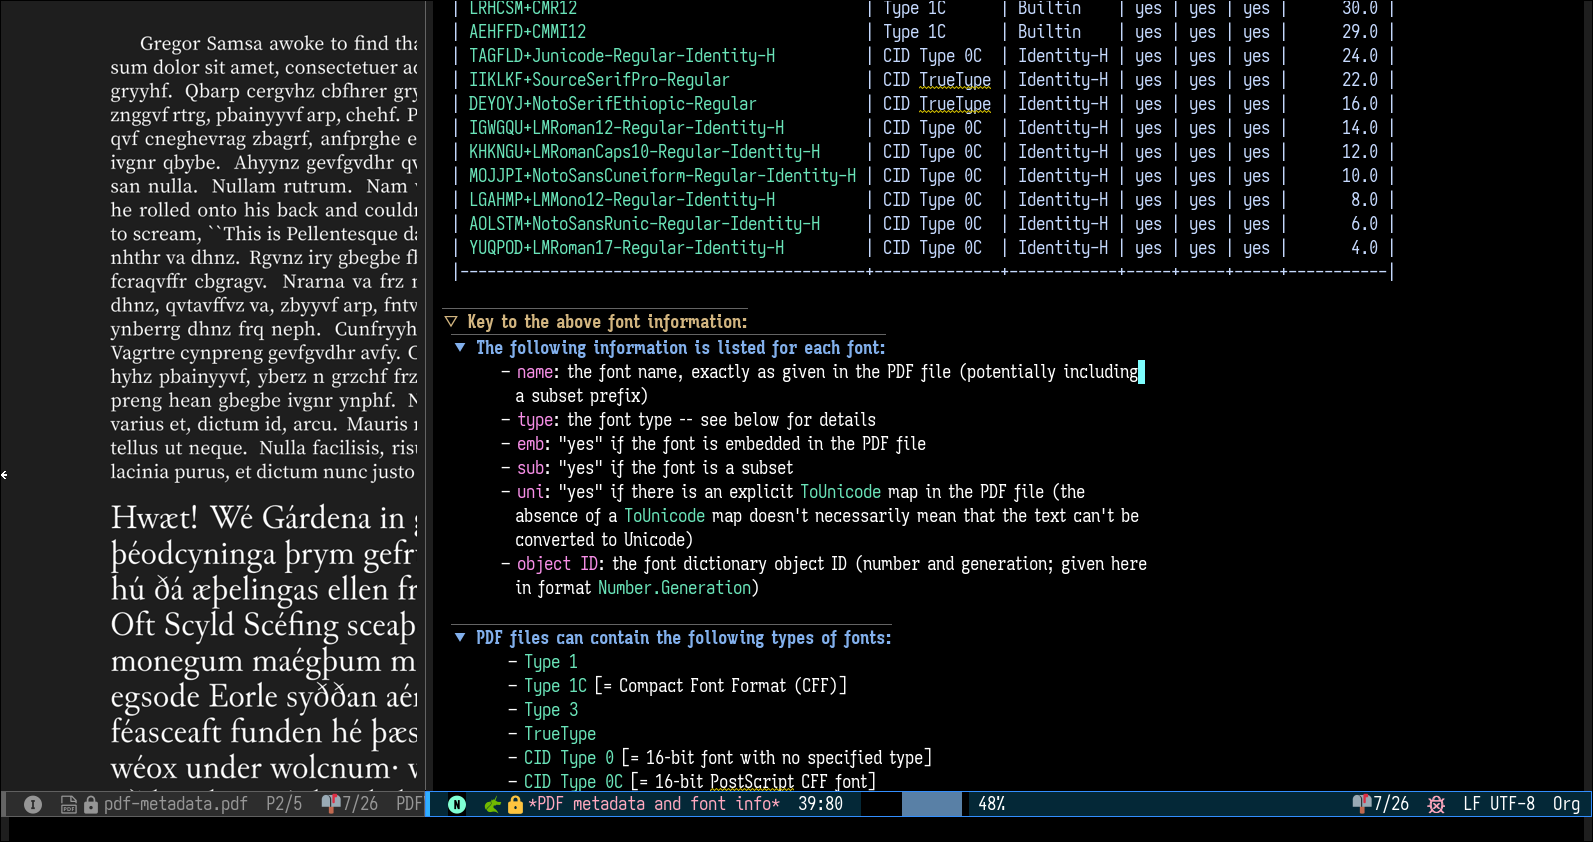 Gregor Samsa awoke to find tha
sum dolor sit amet, consectetuer ac
gryyhf. Qbarp cergvhz cbfhrer gry
znggvf rtrg, pbainyyvf arp, chehf. P
qvf cneghevrag zbagrf, anfprghe e
ivgnr qbybe. Ahyynz gevfgvdhr qv
san nulla. Nullam rutrum. Nam v
he rolled onto his back and couldn
to scream, ``This is Pellentesque da
nhthr va dhnz. Rgvnz iry gbegbe fl
fcraqvffr cbgragv. Nrarna va frz r
dhnz, qvtavffvz va, zbyyvf arp, fntv
ynberrg dhnz frq neph. Cunfryyh
Vagrtre cynpreng gevfgvdhr avfy. C
hyhz pbainyyvf, yberz n grzchf frz
preng hean gbegbe ivgnr ynphf. N
varius et, dictum id, arcu. Mauris
tellus ut neque. Nulla facilisis, risu
lacinia purus, et dictum nunc justo
Hwæt! Wé Gárdena in g
þéodcyninga þrym gefr
hú ðá æþelingas ellen fr
Oft Scyld Scéfing sceaþ
monegum maégþum m
egsode Eorle syððan aér
féasceaft funden hé þæs
wéox under wolcnum· w
pdf-metadata.pdf P2/5 7/26 PDF
| LRHCSM+CMR12 | Type 1C | Builtin | yes | yes | yes | 30.0 |
| AEHFFD+CMMI12 | Type 1C | Builtin | yes | yes | yes | 29.0 |
| TAGFLD+Junicode-Regular-Identity-H | CID Type 0C | Identity-H | yes | yes | yes | 24.0 |
| IIKLKF+SourceSerifPro-Regular | CID TrueType | Identity-H | yes | yes | yes | 22.0 |
| DEYOYJ+NotoSerifEthiopic-Regular | CID TrueType | Identity-H | yes | yes | yes | 16.0 |
| IGWGQU+LMRoman12-Regular-Identity-H | CID Type 0C | Identity-H | yes | yes | yes | 14.0 |
| KHKNGU+LMRomanCaps10-Regular-Identity-H | CID Type 0C | Identity-H | yes | yes | yes | 12.0 |
| MOJJPI+NotoSansCuneiform-Regular-Identity-H | CID Type 0C | Identity-H | yes | yes | yes | 10.0 |
| LGAHMP+LMMono12-Regular-Identity-H | CID Type 0C | Identity-H | yes | yes | yes | 8.0 |
| AOLSTM+NotoSansRunic-Regular-Identity-H | CID Type 0C | Identity-H | yes | yes | yes | 6.0 |
| YUQPOD+LMRoman17-Regular-Identity-H | CID Type 0C | Identity-H | yes | yes | yes | 4.0 |
|---------------------------------------------+--------------+------------+-----+-----+-----+-----------|
▽ Key to the above font information:
▼ The following information is listed for each font:
– name: the font name, exactly as given in the PDF file (potentially including
a subset prefix)
– type: the font type -- see below for details
– emb: "yes" if the font is embedded in the PDF file
– sub: "yes" if the font is a subset
– uni: "yes" if there is an explicit ToUnicode map in the PDF file (the
absence of a ToUnicode map doesn't necessarily mean that the text can't be
converted to Unicode)
– object ID: the font dictionary object ID (number and generation; given here
in format Number.Generation)
▼ PDF files can contain the following types of fonts:
– Type 1
– Type 1C [= Compact Font Format (CFF)]
– Type 3
– TrueType
– CID Type 0 [= 16-bit font with no specified type]
– CID Type 0C [= 16-bit PostScript CFF font]
N *PDF metadata and font info* 39:80 48% 7/26 LF UTF-8 Org